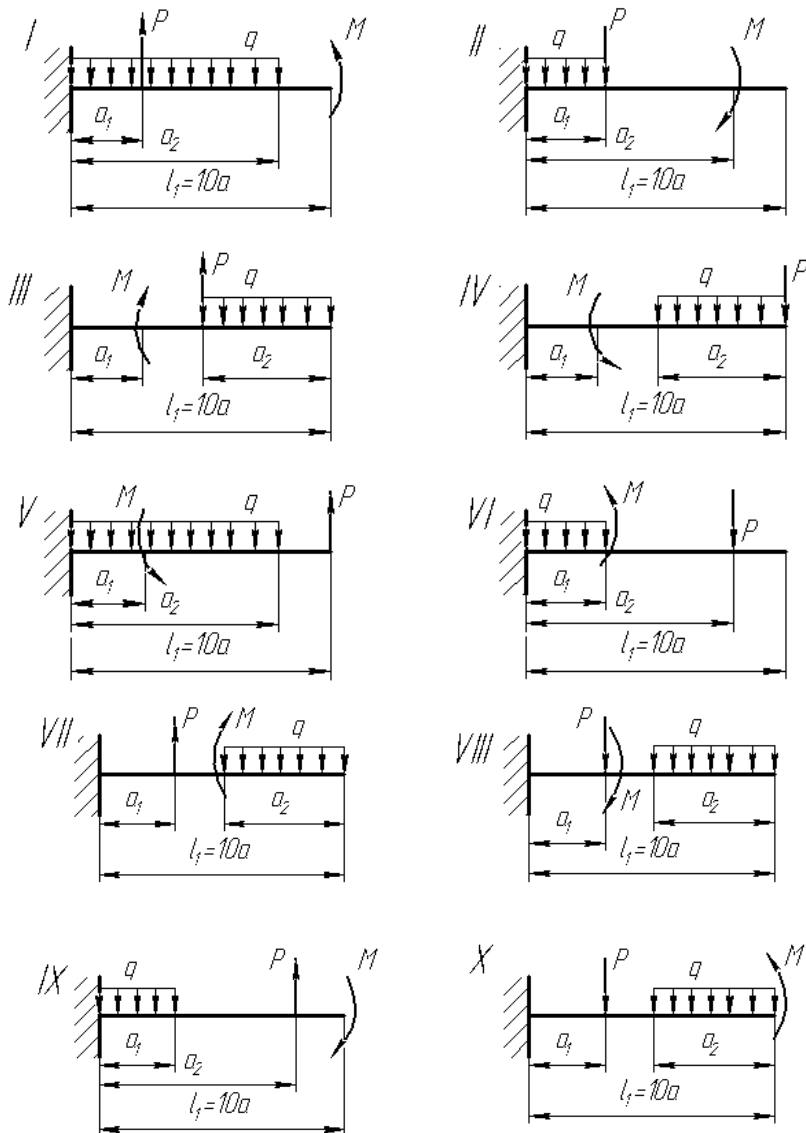 I P q M
a₁
a₂
l₁=10a
II q P M
a₁
a₂
l₁=10a
III M P q
a₁ a₂
l₁=10a
IV M q P
a₁ a₂
l₁=10a
V M q P
a₁
a₂
l₁=10a
VI q M P
a₁
a₂
l₁=10a
VII P M q
a₁ a₂
l₁=10a
VIII P M q
a₁ a₂
l₁=10a
IX q P M
a₁
a₂
l₁=10a
X P q M
a₁ a₂
l₁=10a